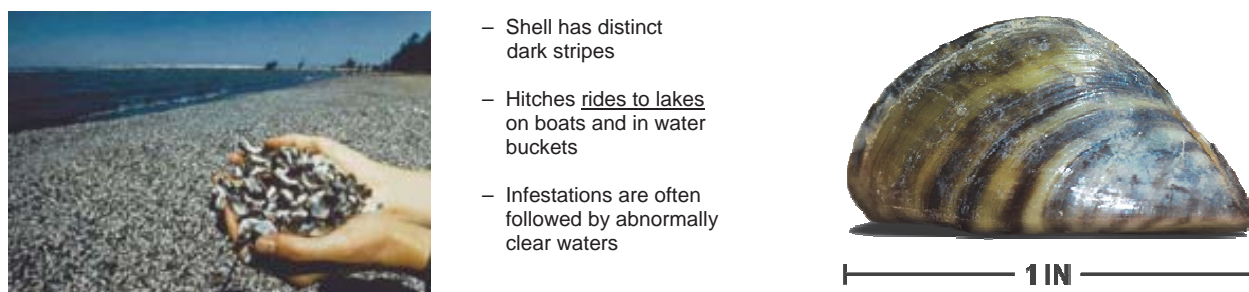 – Shell has distinct
dark stripes
– Hitches rides to lakes
on boats and in water
buckets
– Infestations are often
followed by abnormally
clear waters
1 IN